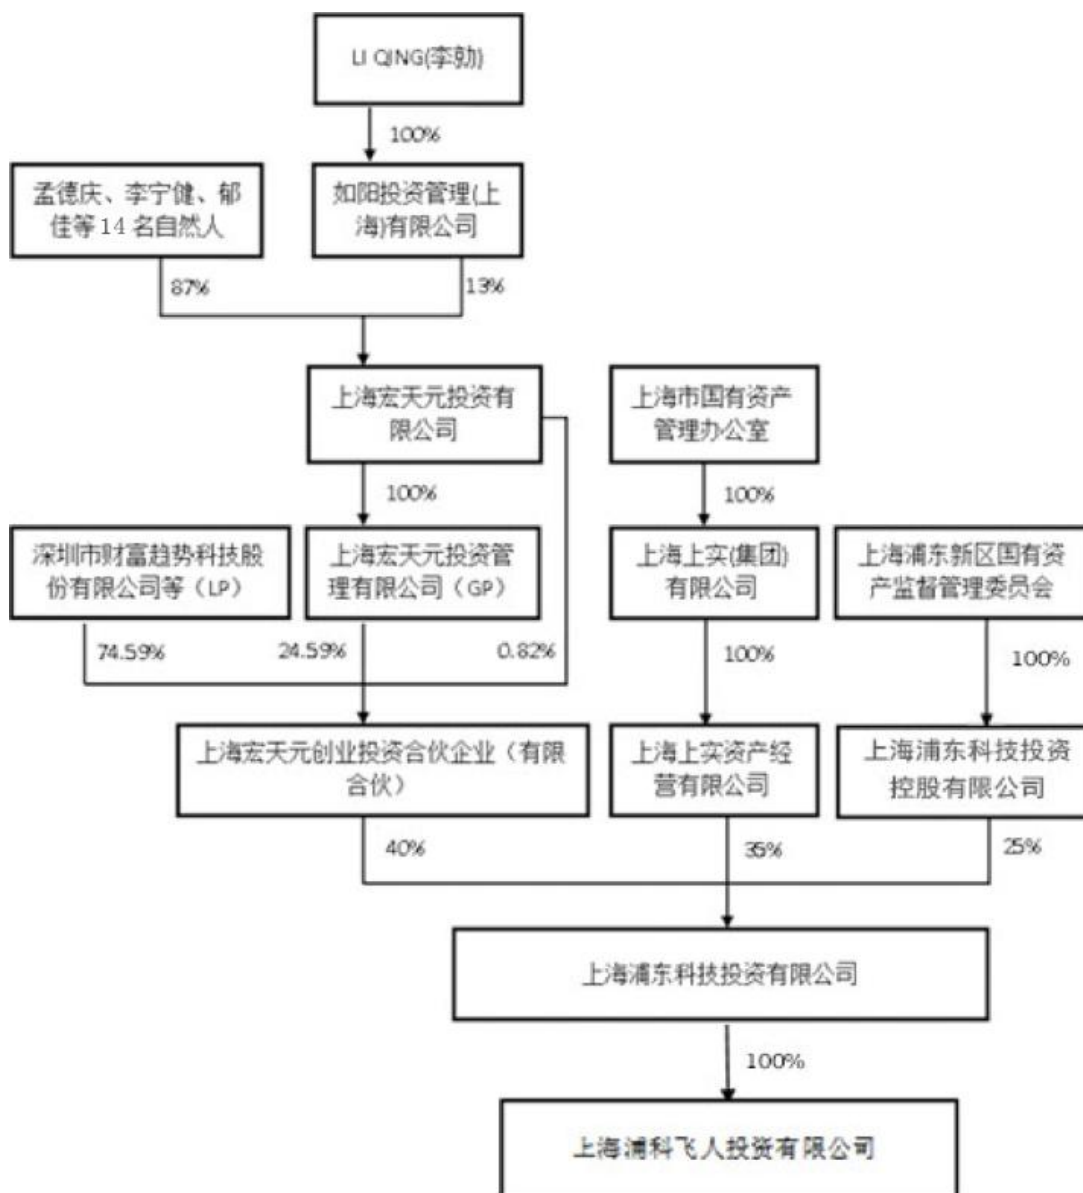 LI QING(李勍)
100%
孟德庆、李宁健、郁
佳等14名自然人
如阳投资管理(上
海)有限公司
87%
13%
上海宏天元投资有
限公司
上海市国有资产
管理办公室
100%
100%
深圳市财富趋势科技股
份有限公司等（LP）
上海宏天元投资管
理有限公司（GP）
上海上实(集团)
有限公司
上海浦东新区国有资
产监督管理委员会
74.59%
24.59%
0.82%
100%
100%
上海宏天元创业投资合伙企业（有限
合伙）
上海上实资产经
营有限公司
上海浦东科技投资
控股有限公司
40%
35%
25%
上海浦东科技投资有限公司
100%
上海浦科飞人投资有限公司